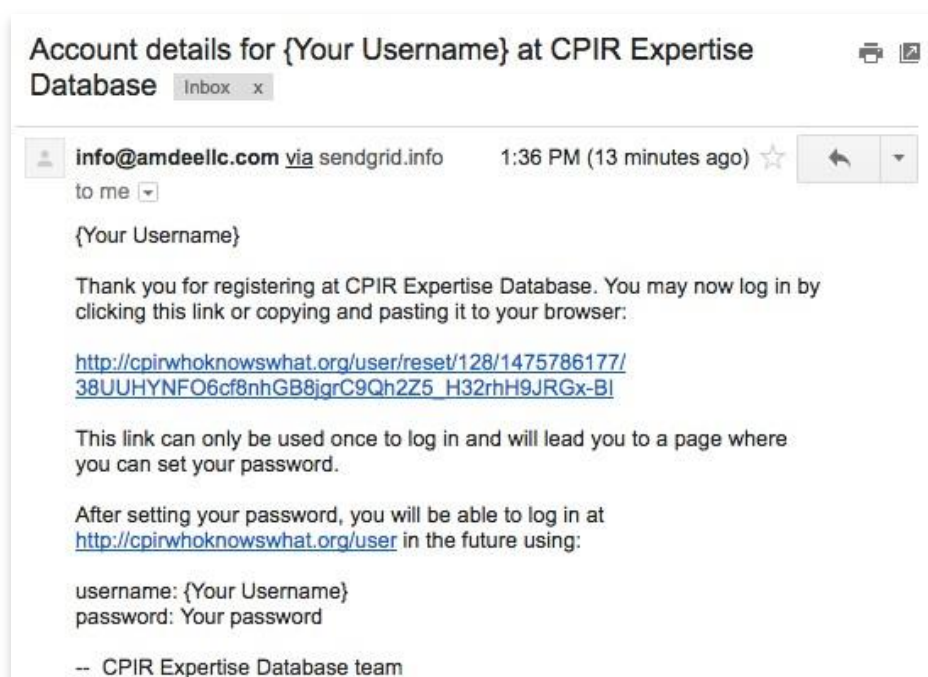 Account details for {Your Username} at CPIR Expertise
Database Inbox x
info@amdeellc.com via sendgrid.info 1:36 PM (13 minutes ago)
to me
{Your Username}
Thank you for registering at CPIR Expertise Database. You may now log in by
clicking this link or copying and pasting it to your browser:
http://cpirwhoknowswhat.org/user/reset/128/1475786177/
38UUHYNFO6cf8nhGB8jgrC9Qh2Z5_H32rhH9JRGx-BI
This link can only be used once to log in and will lead you to a page where
you can set your password.
After setting your password, you will be able to log in at
http://cpirwhoknowswhat.org/user in the future using:
username: {Your Username}
password: Your password
-- CPIR Expertise Database team